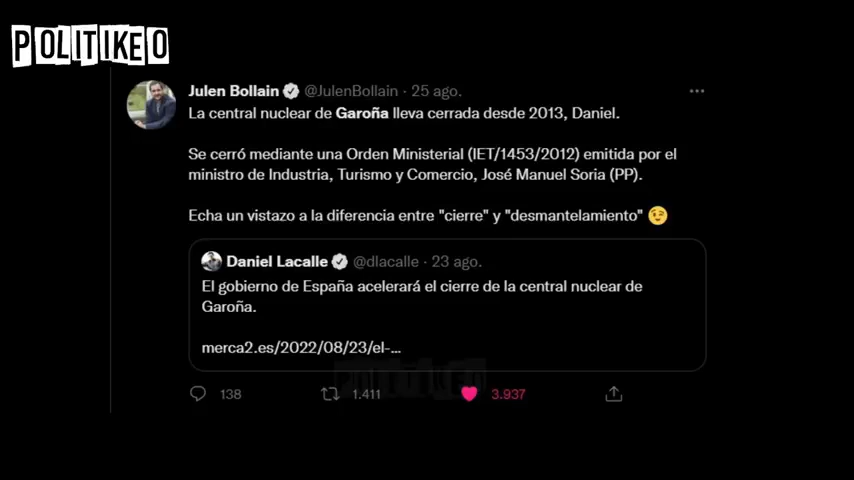 POLITIKEO
Julen Bollain @JulenBollain · 25 ago.
La central nuclear de Garoña lleva cerrada desde 2013, Daniel.
Se cerró mediante una Orden Ministerial (IET/1453/2012) emitida por el
ministro de Industria, Turismo y Comercio, José Manuel Soria (PP).
Echa un vistazo a la diferencia entre "cierre" y "desmantelamiento" 😉
Daniel Lacalle @dlacalle · 23 ago.
El gobierno de España acelerará el cierre de la central nuclear de
Garoña.
merca2.es/2022/08/23/el-...
POLITIKEO
138 1.411 3.937